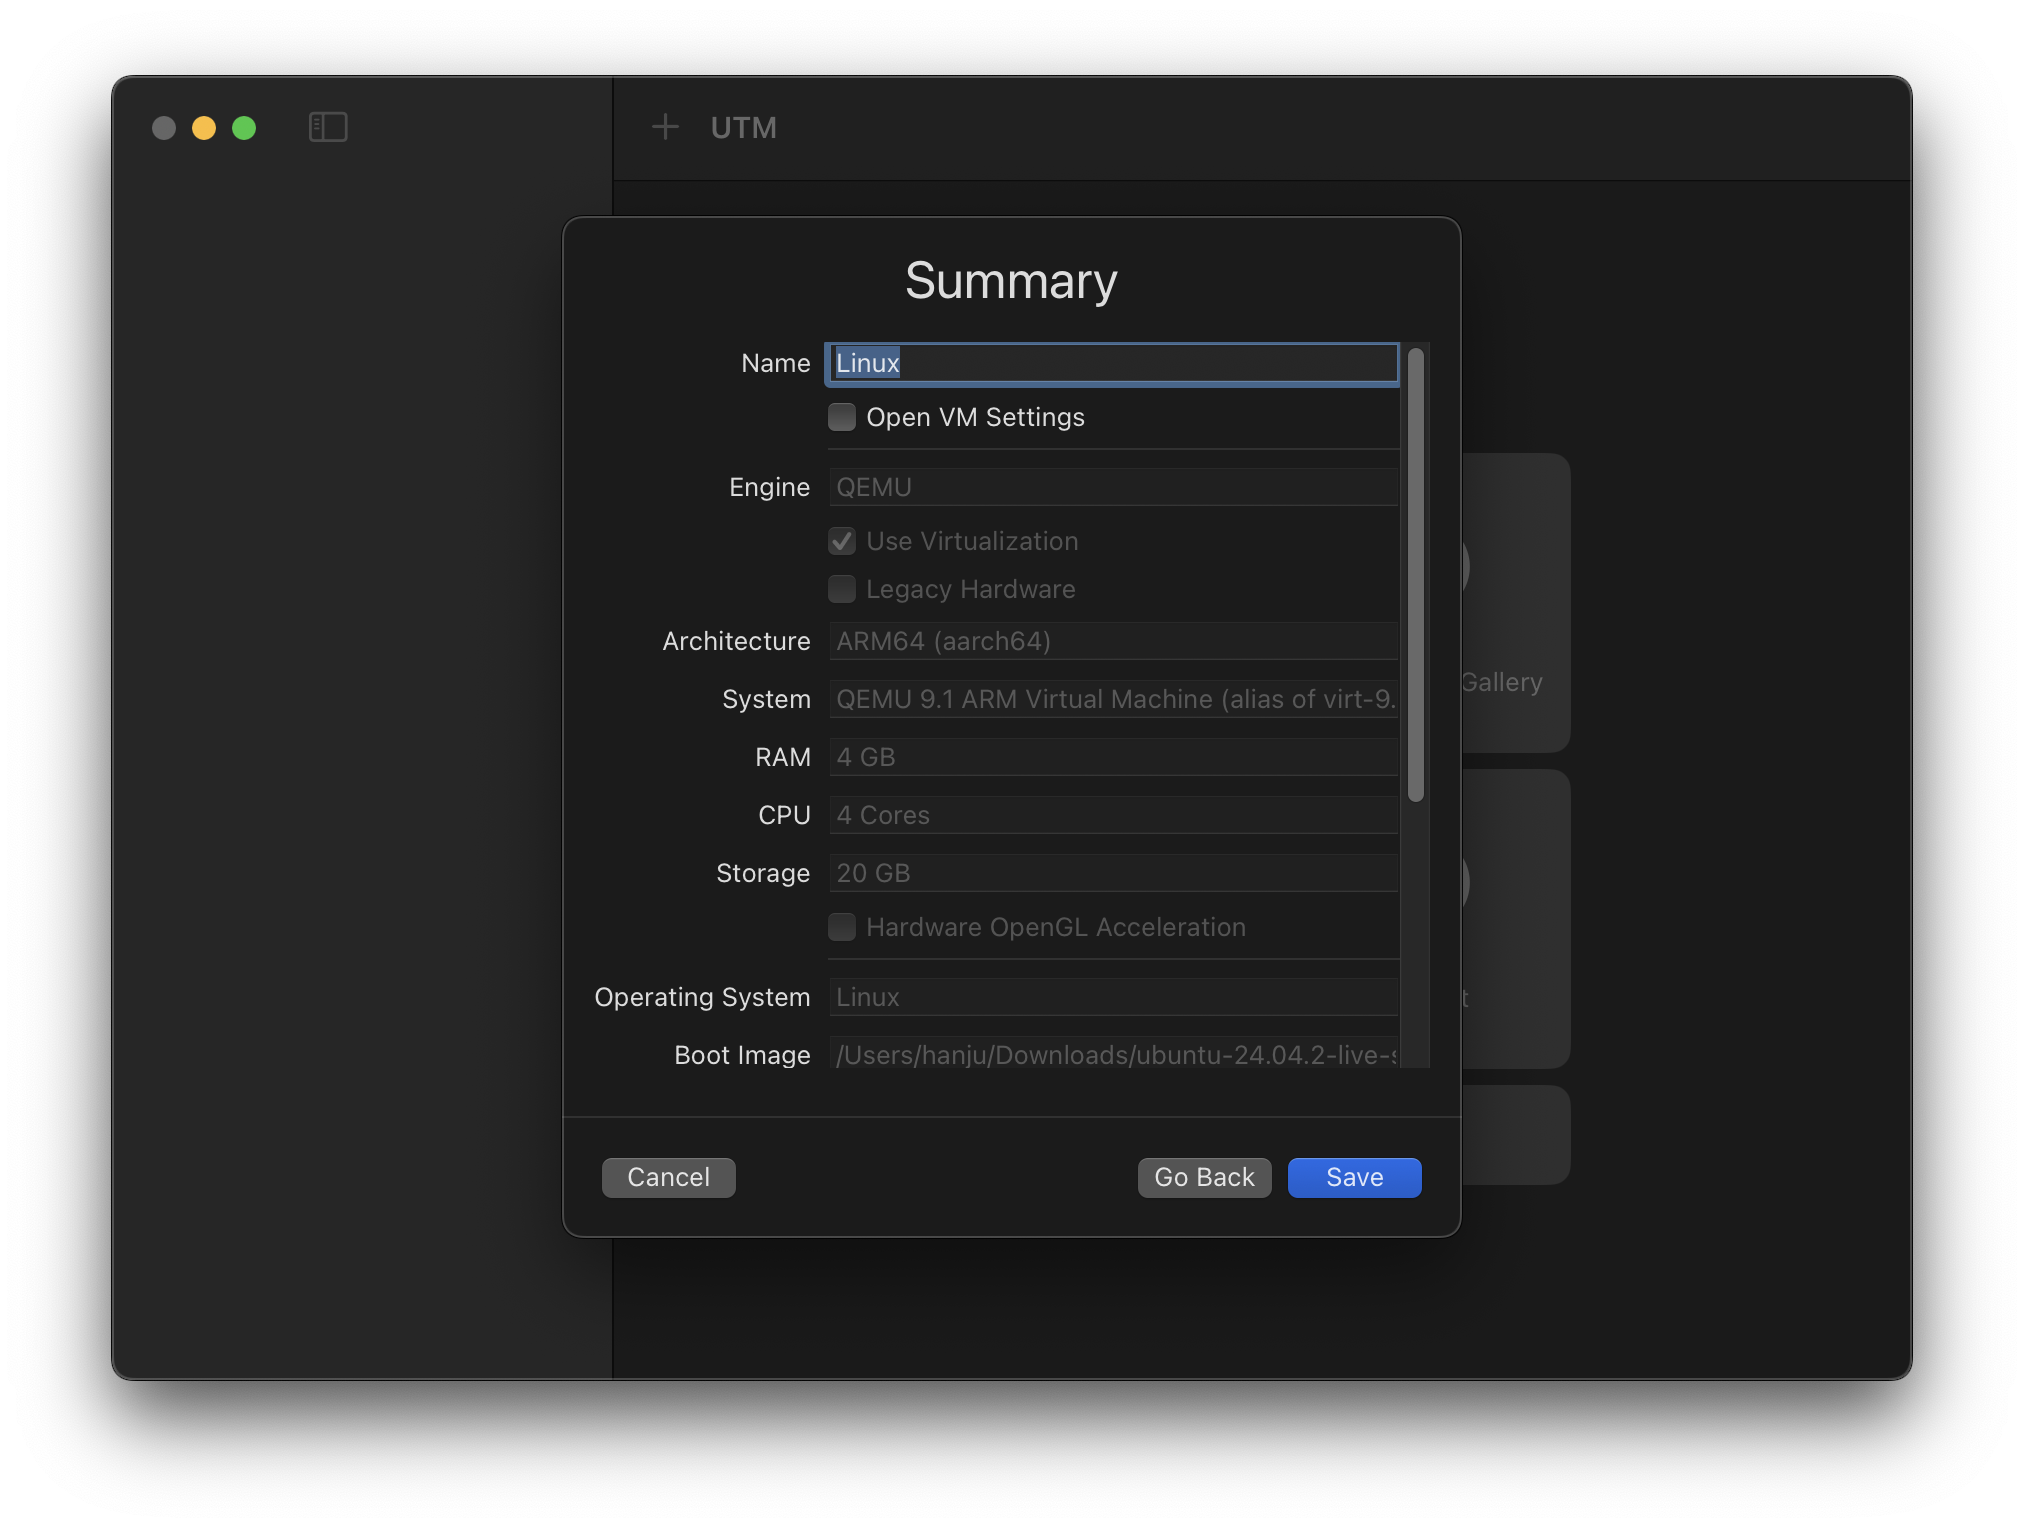 UTM
Summary
Name Linux
Open VM Settings
Engine QEMU
Use Virtualization
Legacy Hardware
Architecture ARM64 (aarch64)
System QEMU 9.1 ARM Virtual Machine (alias of virt-9.
RAM 4 GB
CPU 4 Cores
Storage 20 GB
Hardware OpenGL Acceleration
Operating System Linux
Boot Image /Users/hanju/Downloads/ubuntu-24.04.2-live-s
Gallery
t
Cancel Go Back Save